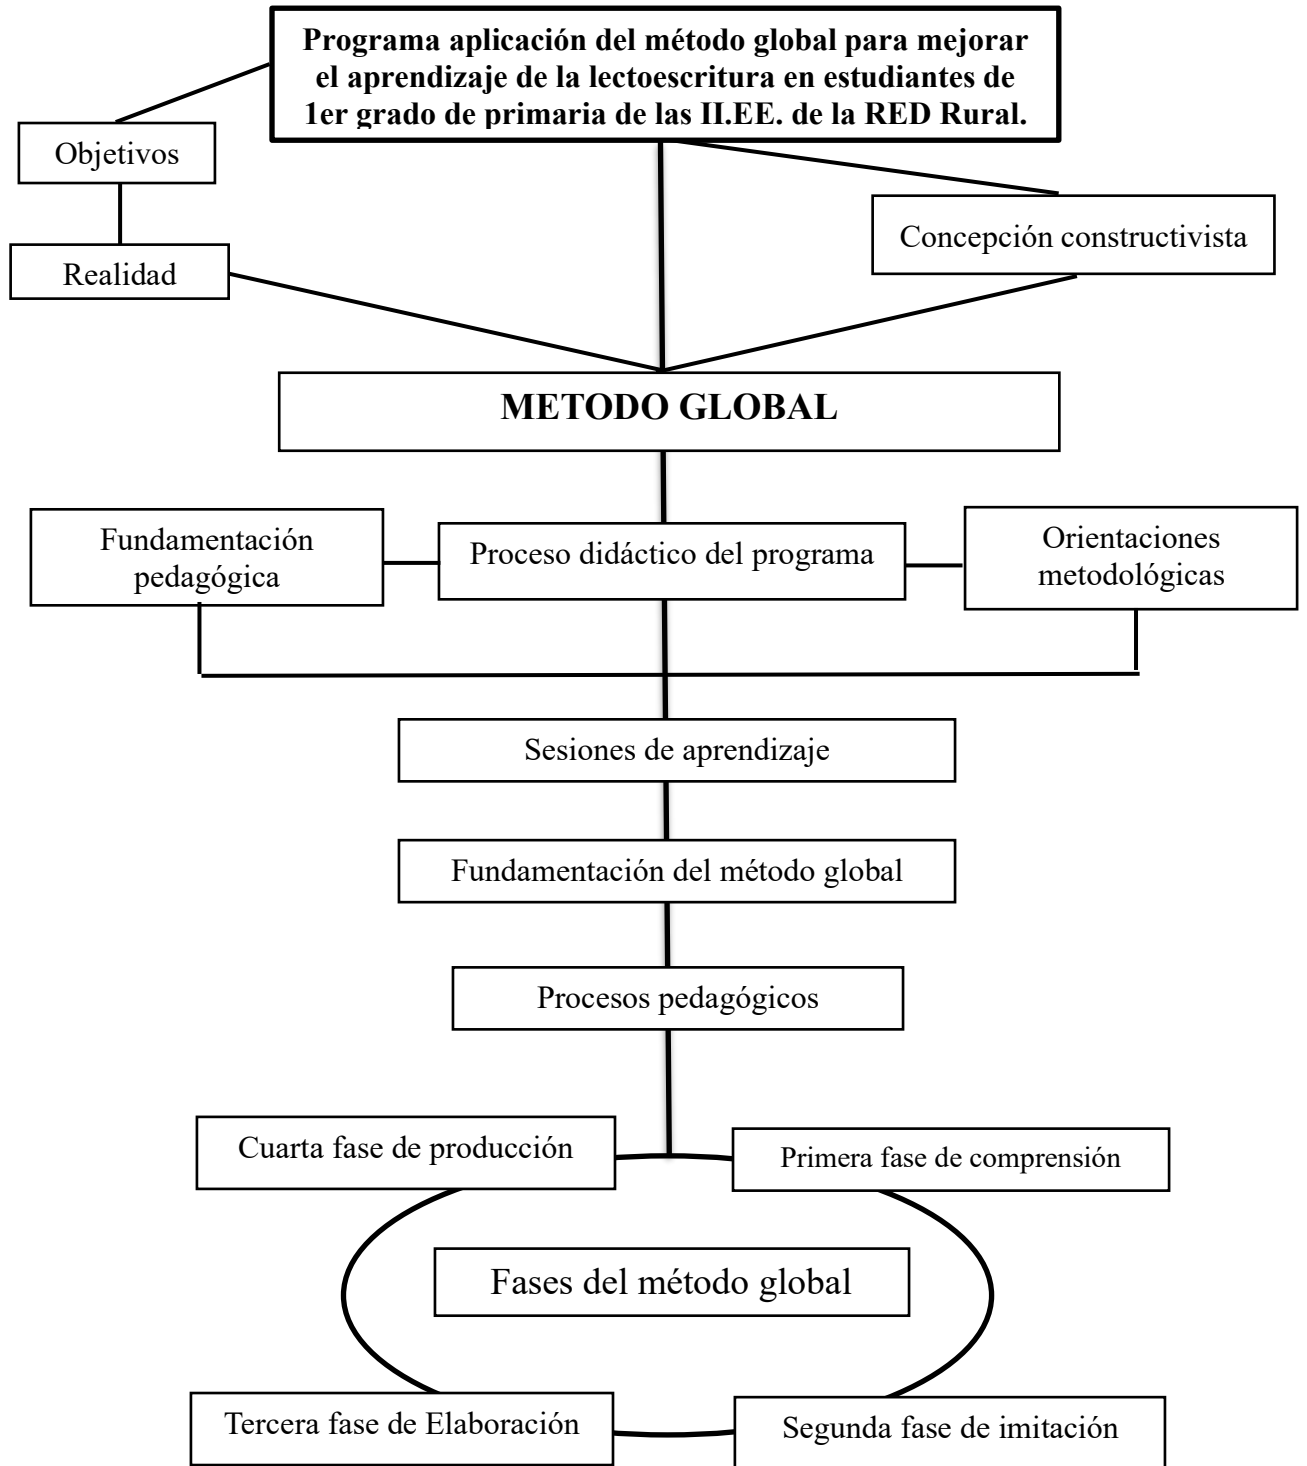 Programa aplicación del método global para mejorar
el aprendizaje de la lectoescritura en estudiantes de
1er grado de primaria de las II.EE. de la RED Rural.
Objetivos
Concepción constructivista
Realidad
METODO GLOBAL
Fundamentación
pedagógica
Proceso didáctico del programa
Orientaciones
metodológicas
Sesiones de aprendizaje
Fundamentación del método global
Procesos pedagógicos
Cuarta fase de producción
Primera fase de comprensión
Fases del método global
Tercera fase de Elaboración
Segunda fase de imitación